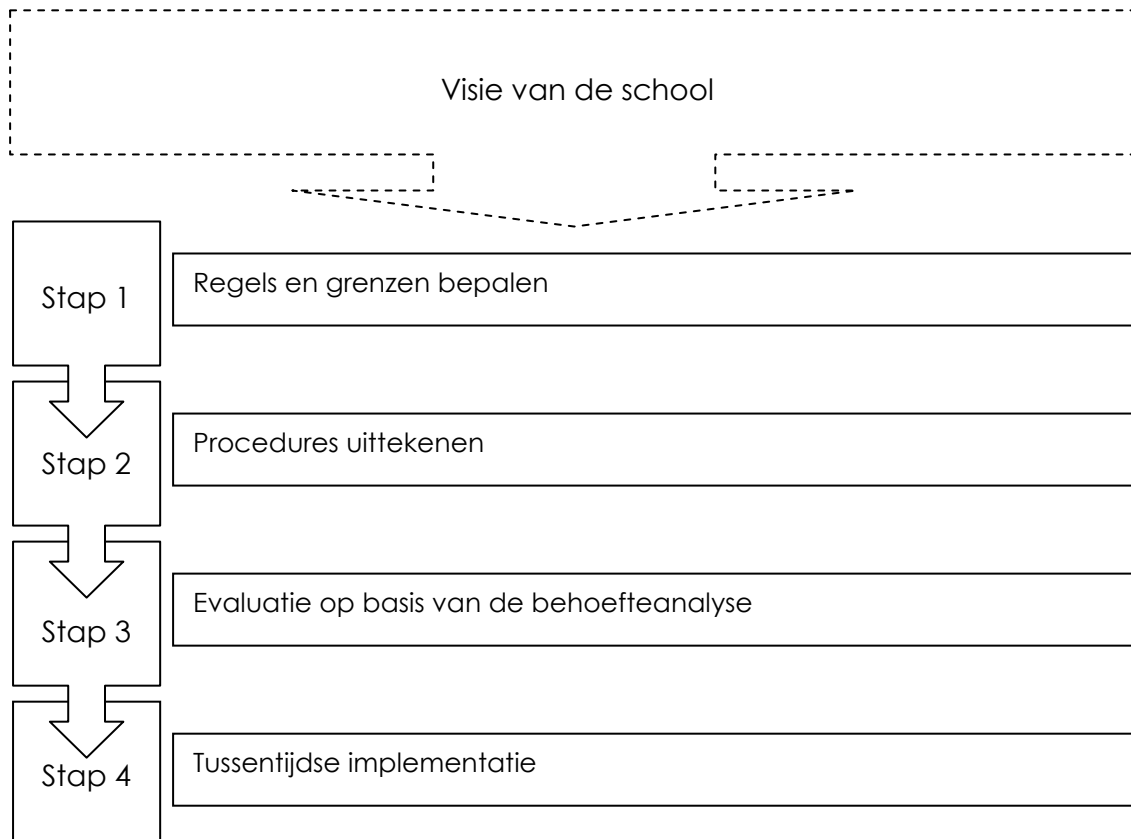 Visie van de school
Stap 1
Regels en grenzen bepalen
Stap 2
Procedures uittekenen
Stap 3
Evaluatie op basis van de behoefteanalyse
Stap 4
Tussentijdse implementatie